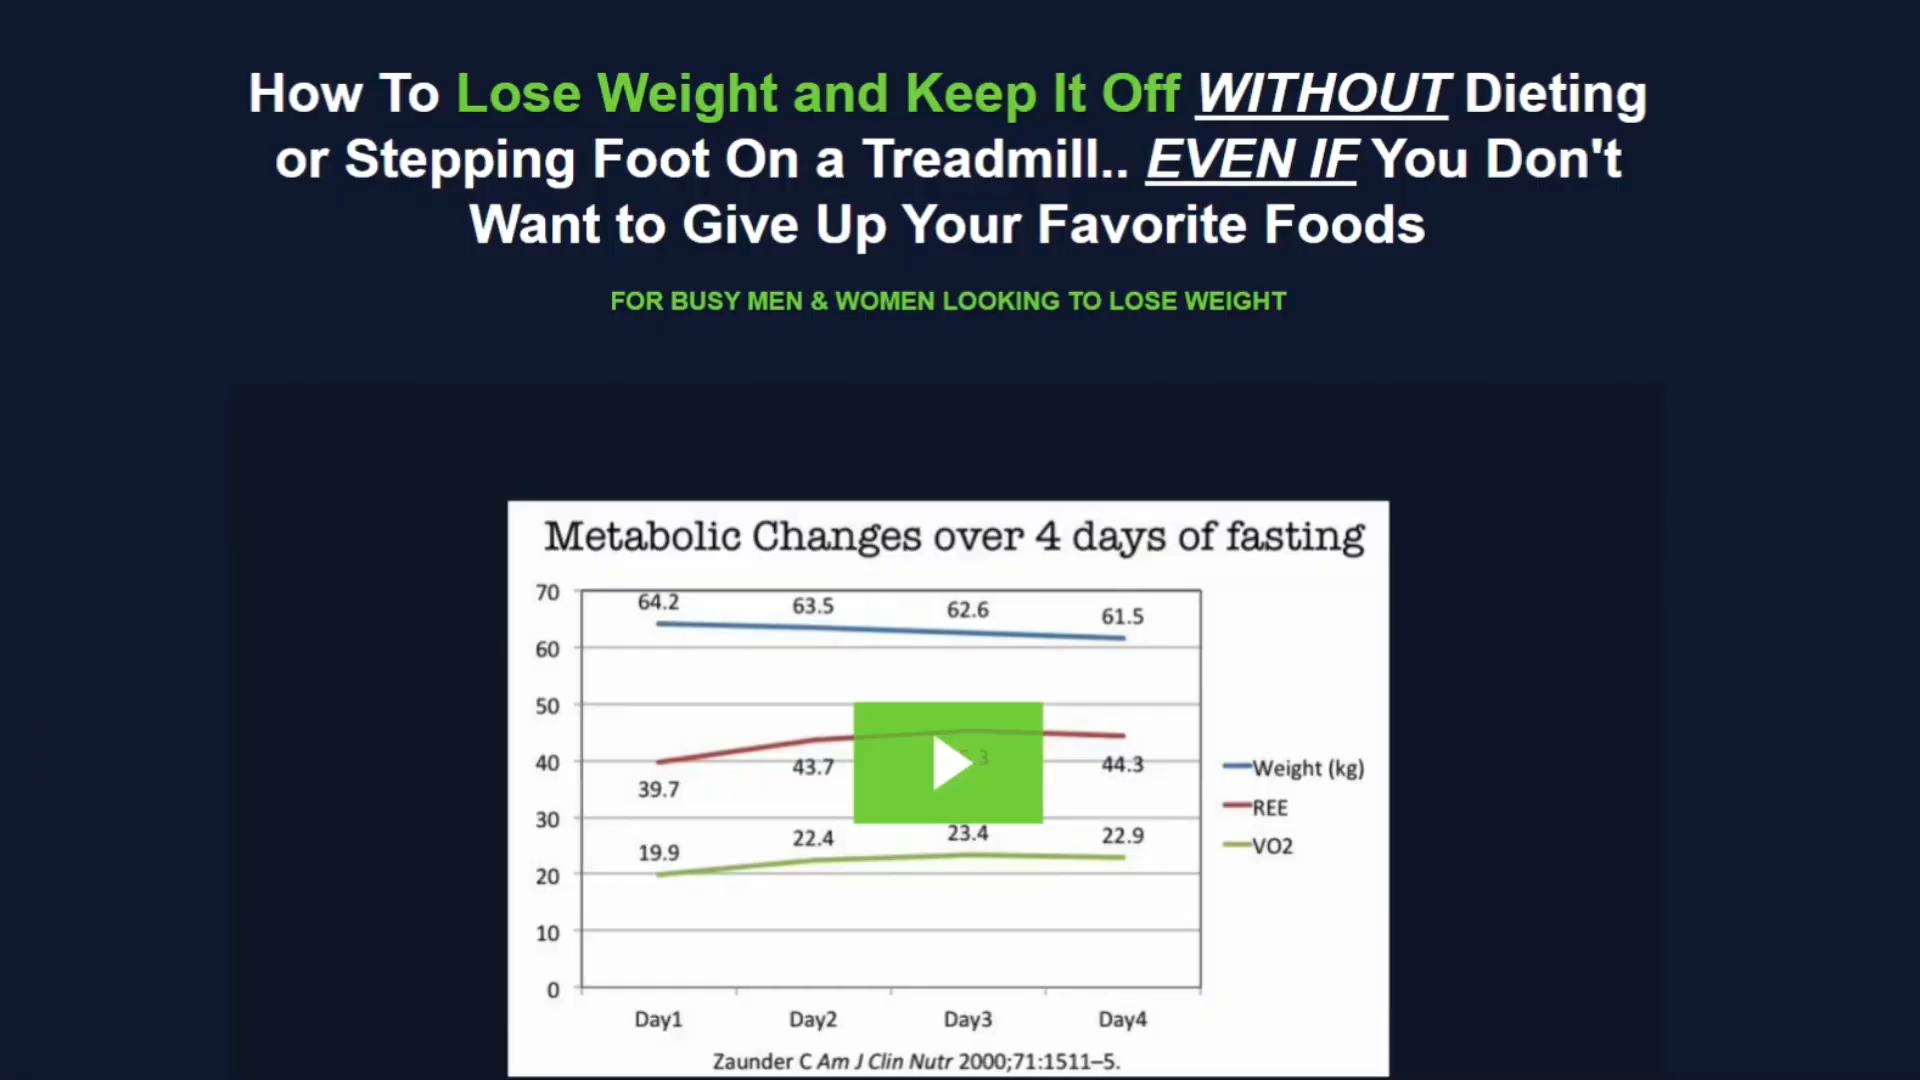 How To Lose Weight and Keep It Off WITHOUT Dieting
or Stepping Foot On a Treadmill.. EVEN IF You Don't
Want to Give Up Your Favorite Foods
FOR BUSY MEN & WOMEN LOOKING TO LOSE WEIGHT
Metabolic Changes over 4 days of fasting
70
60
50
40
30
20
10
0
64.2 63.5 62.6 61.5
39.7 43.7 44.3
19.9 22.4 23.4 22.9
Weight (kg)
REE
VO2
Day1 Day2 Day3 Day4
Zaunder C Am J Clin Nutr 2000;71:1511–5.